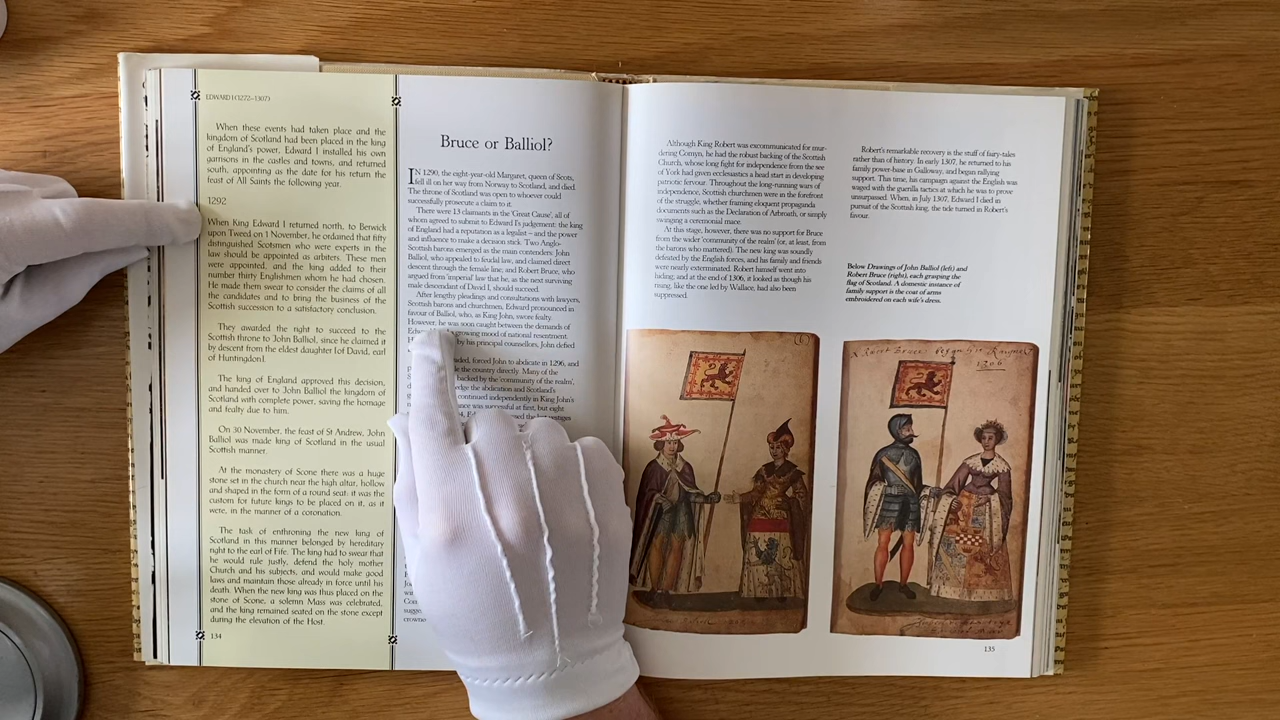 EDWARD I (1272–1307)
When these events had taken place and the
kingdom of Scotland had been placed in the king
of England's power, Edward I installed his own
garrisons in the castles and towns, and returned
south, appointing as the date for his return the
feast of All Saints the following year.
1292
When King Edward I returned north, to Berwick
upon Tweed on 1 November, he ordained that fifty
distinguished Scotsmen who were experts in the
law should be appointed as arbiters. These men
were appointed, and the king added to their
number thirty Englishmen whom he had chosen.
He made them swear to consider the claims of all
the candidates and to bring the business of the
Scottish succession to a satisfactory conclusion.
They awarded the right to succeed to the
Scottish throne to John Balliol, since he claimed it
by descent from the eldest daughter [of David, earl
of Huntingdon].
The king of England approved this decision,
and handed over to John Balliol the kingdom of
Scotland with complete power, saving the homage
and fealty due to him.
On 30 November, the feast of St Andrew, John
Balliol was made king of Scotland in the usual
Scottish manner.
At the monastery of Scone there was a huge
stone set in the church near the high altar, hollow
and shaped in the form of a round seat; it was the
custom for future kings to be placed on it, as it
were, in the manner of a coronation.
The task of enthroning the new king of
Scotland in this manner belonged by hereditary
right to the earl of Fife. The king had to swear that
he would rule justly, defend the holy mother
Church and his subjects, and would make good
laws and maintain those already in force until his
death. When the new king was thus placed on the
stone of Scone, a solemn Mass was celebrated,
and the king remained seated on the stone except
during the elevation of the Host.
134
Bruce or Balliol?
IN 1290, the eight-year-old Margaret, queen of Scots,
fell ill on her way from Norway to Scotland, and died.
The throne of Scotland was open to whoever could
successfully prosecute a claim to it.
There were 13 claimants in the 'Great Cause', all of
whom agreed to submit to Edward I's judgement: the king
of England had a reputation as a legalist – and the power
and influence to make a decision stick. Two Anglo-
Scottish barons emerged as the main contenders: John
Balliol, who appealed to feudal law, and claimed direct
descent through the female line; and Robert Bruce, who
argued from 'imperial' law that he, as the next surviving
male descendant of David I, should succeed.
After lengthy pleadings and consultations with lawyers,
Scottish barons and churchmen, Edward pronounced in
favour of Balliol, who, as King John, swore fealty.
However, he was soon caught between the demands of
growing mood of national resentment.
by his principal counsellors, John defied
forced John to abdicate in 1296, and
the country directly. Many of the
backed by the 'community of the realm',
the abdication and Scotland's
continued independently in King John's
was successful at first, but eight
the last vestiges
Although King Robert was excommunicated for mur-
dering Comyn, he had the robust backing of the Scottish
Church, whose long fight for independence from the see
of York had given ecclesiastics a head start in developing
patriotic fervour. Throughout the long-running wars of
independence, Scottish churchmen were in the forefront
of the struggle, whether framing eloquent propaganda
documents such as the Declaration of Arbroath, or simply
swinging a ceremonial mace.
At this stage, however, there was no support for Bruce
from the wider 'community of the realm' (or, at least, from
the barons who mattered). The new king was soundly
defeated by the English forces, and his family and friends
were nearly exterminated. Robert himself went into
hiding; and at the end of 1306, it looked as though his
rising, like the one led by Wallace, had also been
suppressed.
Robert's remarkable recovery is the stuff of fairy-tales
rather than of history. In early 1307, he returned to his
family power-base in Galloway, and began rallying
support. This time, his campaign against the English was
waged with the guerilla tactics at which he was to prove
unsurpassed. When, in July 1307, Edward I died in
pursuit of the Scottish king, the tide turned in Robert's
favour.
Below Drawings of John Balliol (left) and
Robert Bruce (right), each grasping the
flag of Scotland. A domestic instance of
family support is the coat of arms
embroidered on each wife's dress.
1306
135